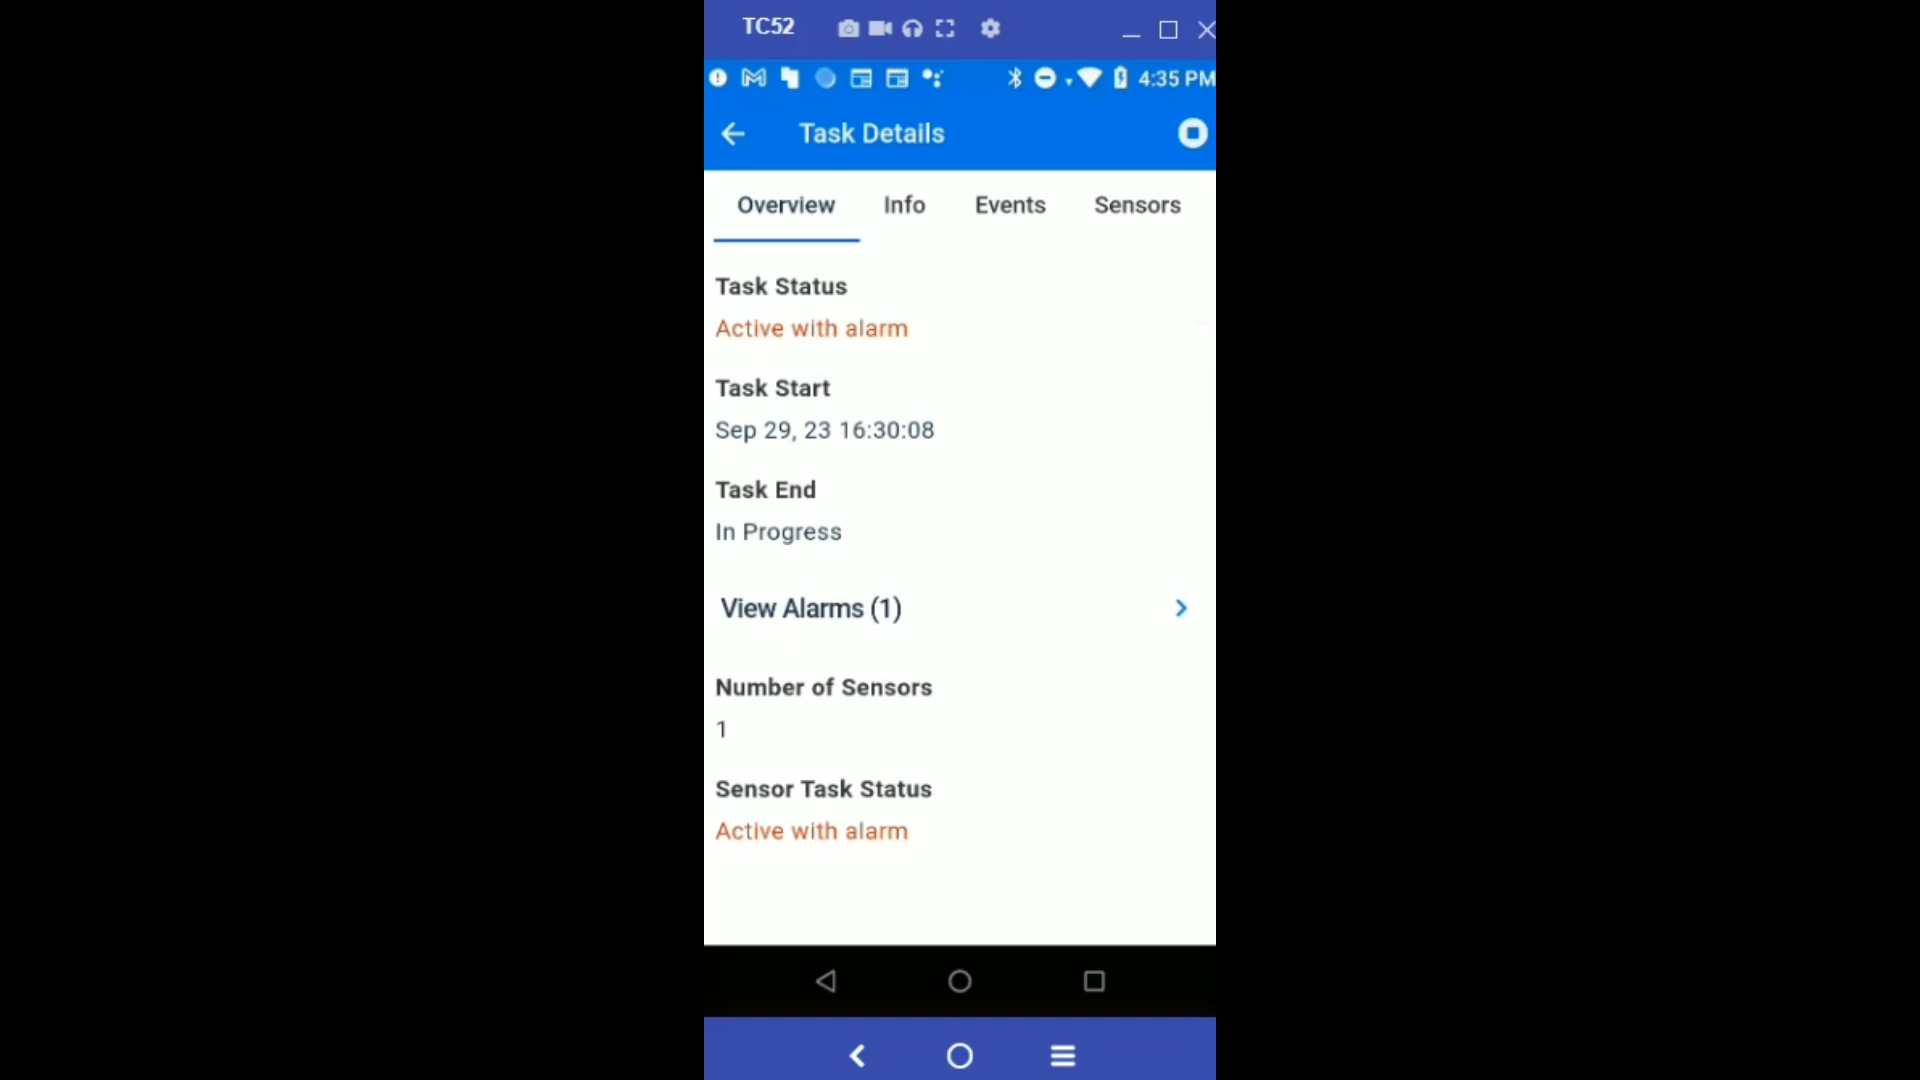 TC52
4:35 PM
Task Details
Overview Info Events Sensors
Task Status
Active with alarm
Task Start
Sep 29, 23 16:30:08
Task End
In Progress
View Alarms (1)
Number of Sensors
1
Sensor Task Status
Active with alarm